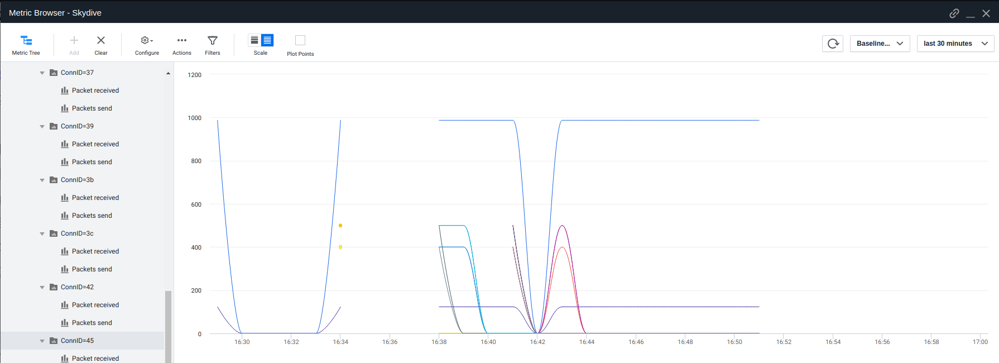 Metric Browser - Skydive
Metric Tree
Add
Clear
Configure
Actions
Filters
Scale
Plot Points
Baseline...
last 30 minutes
ConnID=37
Packet received
Packets send
ConnID=39
Packet received
Packets send
ConnID=3b
Packet received
Packets send
ConnID=3c
Packet received
Packets send
ConnID=42
Packet received
Packets send
ConnID=45
Packet received
1200
1000
800
600
400
200
0
16:30 16:32 16:34 16:36 16:38 16:40 16:42 16:44 16:46 16:48 16:50 16:52 16:54 16:56 16:58 17:00